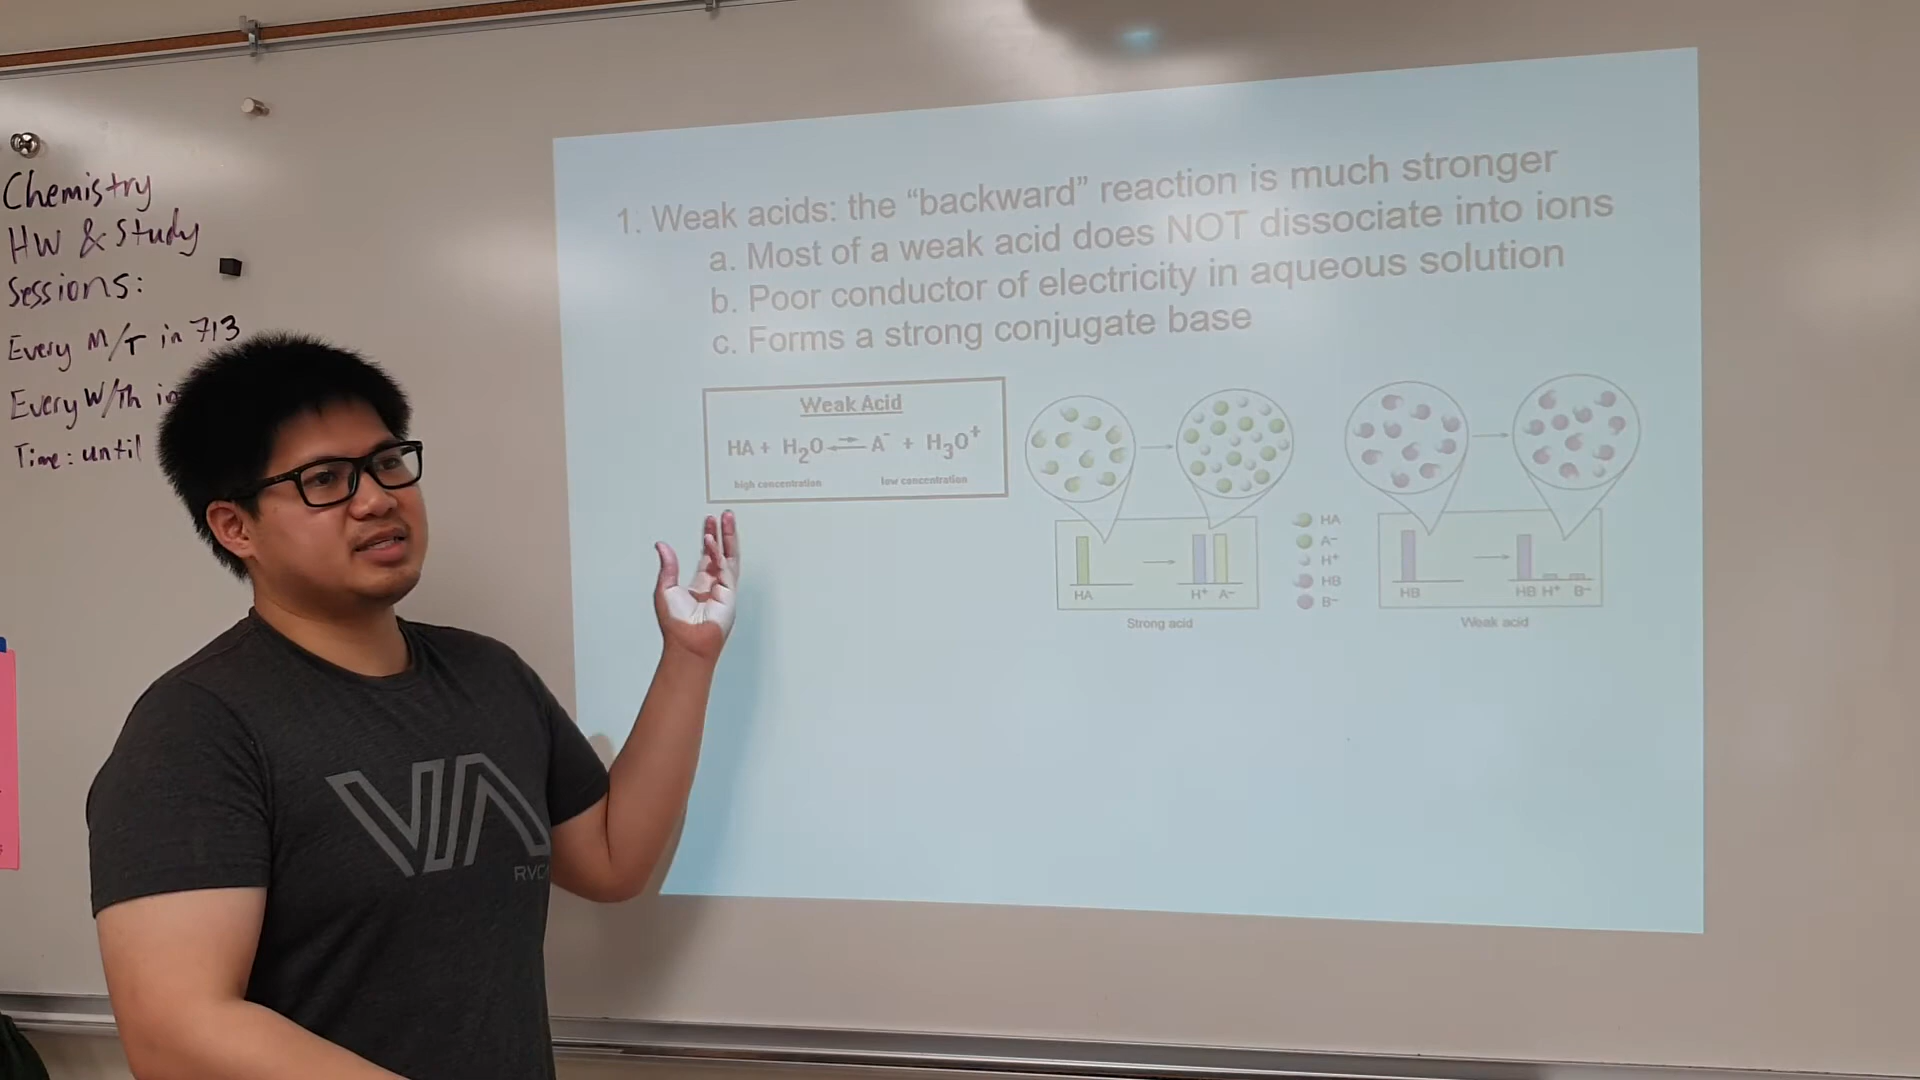 Chemistry
HW & Study
Sessions:
Every M/T in 713
Every W/Th in
Time: until
1. Weak acids: the “backward” reaction is much stronger
a. Most of a weak acid does NOT dissociate into ions
b. Poor conductor of electricity in aqueous solution
c. Forms a strong conjugate base
Weak Acid
HA + H₂O ⇌ A⁻ + H₃O⁺
high concentration low concentration
HA
H⁺ A⁻
Strong acid
HA
A⁻
H⁺
HB
B⁻
HB
HB H⁺ B⁻
Weak acid
VA
RVC